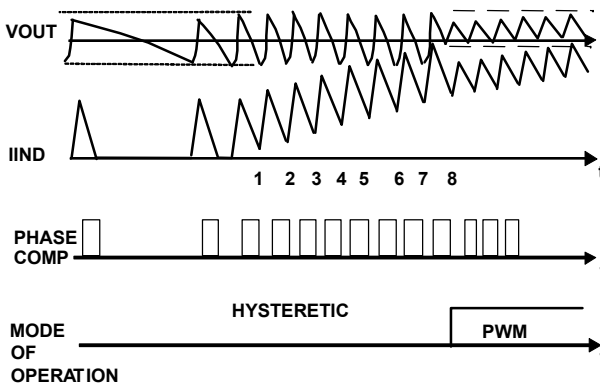 VOUT
IIND
t
1 2 3 4 5 6 7 8
PHASE
COMP
HYSTERETIC
PWM
MODE
OF
OPERATION